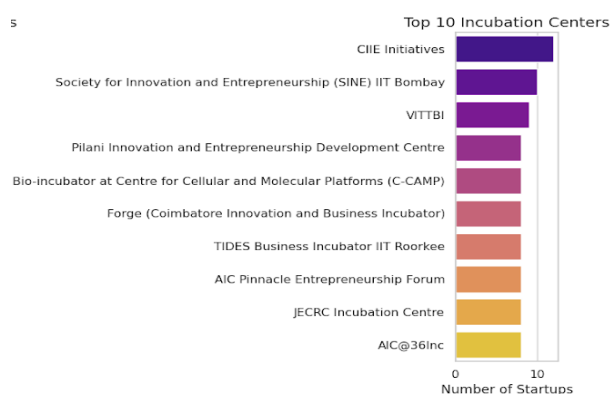 s
Top 10 Incubation Centers
CIIE Initiatives
Society for Innovation and Entrepreneurship (SINE) IIT Bombay
VITTBI
Pilani Innovation and Entrepreneurship Development Centre
Bio-incubator at Centre for Cellular and Molecular Platforms (C-CAMP)
Forge (Coimbatore Innovation and Business Incubator)
TIDES Business Incubator IIT Roorkee
AIC Pinnacle Entrepreneurship Forum
JECRC Incubation Centre
AIC@36Inc
0 10
Number of Startups